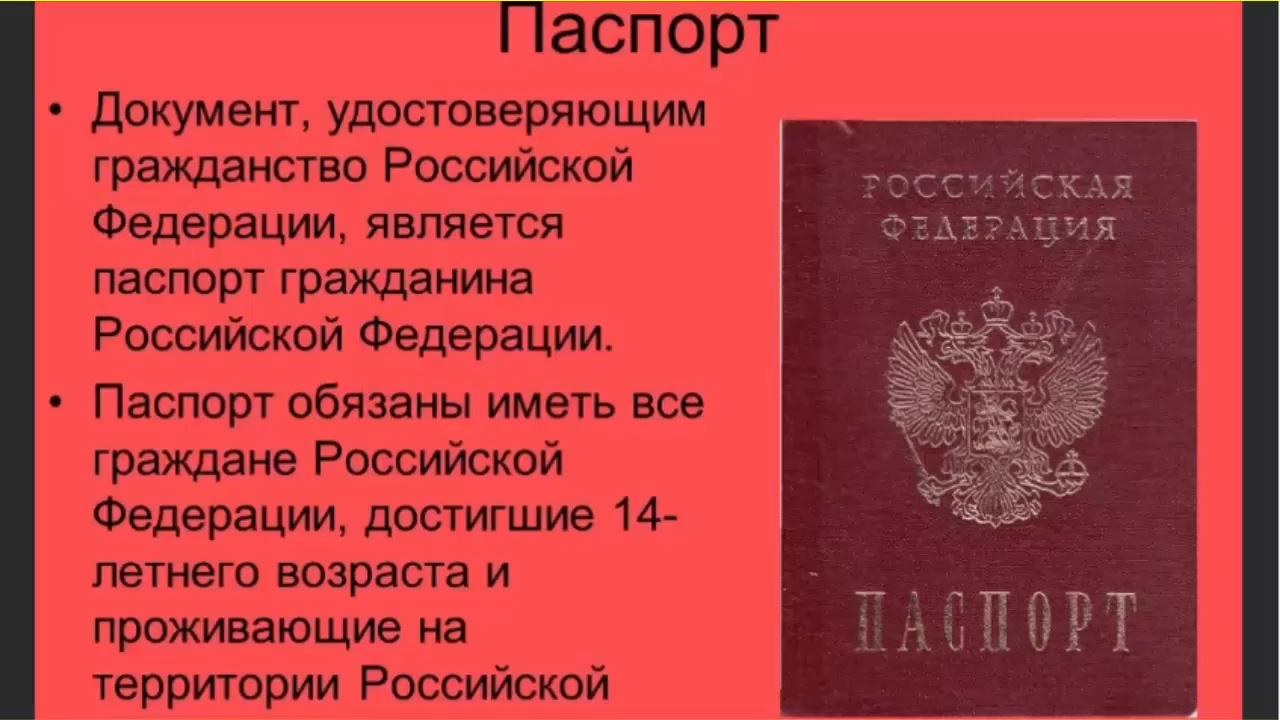 Паспорт
• Документ, удостоверяющим
гражданство Российской
Федерации, является
паспорт гражданина
Российской Федерации.
• Паспорт обязаны иметь все
граждане Российской
Федерации, достигшие 14-
летнего возраста и
проживающие на
территории Российской
РОССИЙСКАЯ
ФЕДЕРАЦИЯ
ПАСПОРТ